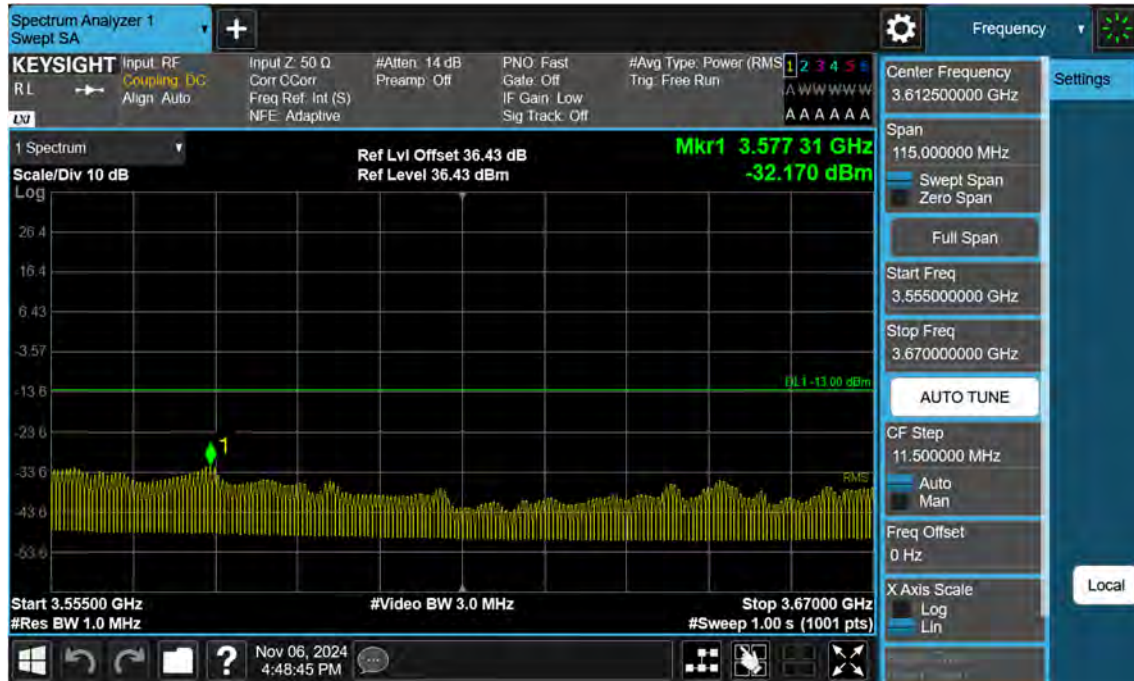 Spectrum Analyzer 1
Swept SA
Frequency
KEYSIGHT
RL
LXI
Input: RF
Coupling: DC
Align: Auto
Input Z: 50 Ω
Corr CCorr
Freq Ref: Int (S)
NFE: Adaptive
#Atten: 14 dB
Preamp: Off
PNO: Fast
Gate: Off
IF Gain: Low
Sig Track: Off
#Avg Type: Power (RMS
Trig: Free Run
1 2 3 4 5 6
A W W W W W
A A A A A A
1 Spectrum
Scale/Div 10 dB
Log
Ref Lvl Offset 36.43 dB
Ref Level 36.43 dBm
Mkr1 3.577 31 GHz
-32.170 dBm
26.4
16.4
6.43
-3.57
-13.6
-23.6
-33.6
-43.6
-53.6
DL1 -13.00 dBm
1
RMS
Start 3.55500 GHz
#Res BW 1.0 MHz
#Video BW 3.0 MHz
Stop 3.67000 GHz
#Sweep 1.00 s (1001 pts)
Nov 06, 2024
4:48:45 PM
Center Frequency
3.612500000 GHz
Span
115.000000 MHz
Swept Span
Zero Span
Full Span
Start Freq
3.555000000 GHz
Stop Freq
3.670000000 GHz
AUTO TUNE
CF Step
11.500000 MHz
Auto
Man
Freq Offset
0 Hz
X Axis Scale
Log
Lin
Settings
Local